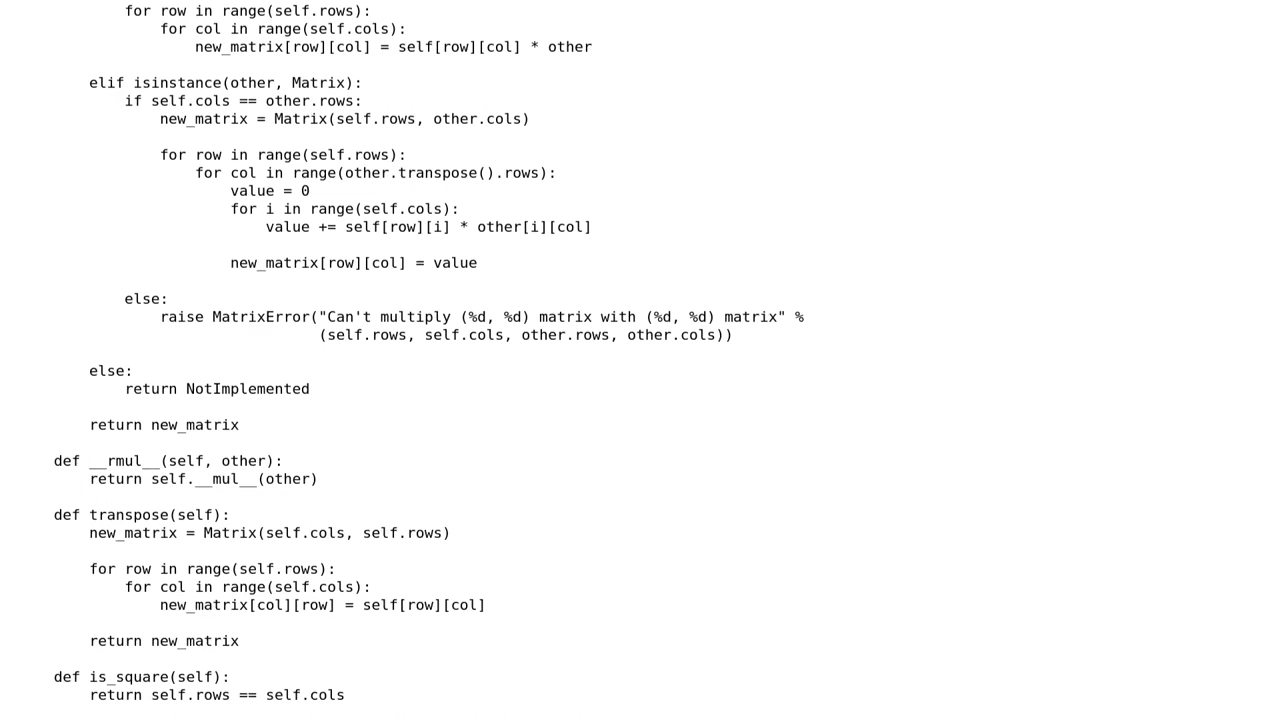 for row in range(self.rows):
            for col in range(self.cols):
                new_matrix[row][col] = self[row][col] * other

    elif isinstance(other, Matrix):
        if self.cols == other.rows:
            new_matrix = Matrix(self.rows, other.cols)

            for row in range(self.rows):
                for col in range(other.transpose().rows):
                    value = 0
                    for i in range(self.cols):
                        value += self[row][i] * other[i][col]

                    new_matrix[row][col] = value

        else:
            raise MatrixError("Can't multiply (%d, %d) matrix with (%d, %d) matrix" %
                              (self.rows, self.cols, other.rows, other.cols))

    else:
        return NotImplemented

    return new_matrix

def __rmul__(self, other):
    return self.__mul__(other)

def transpose(self):
    new_matrix = Matrix(self.cols, self.rows)

    for row in range(self.rows):
        for col in range(self.cols):
            new_matrix[col][row] = self[row][col]

    return new_matrix

def is_square(self):
    return self.rows == self.cols